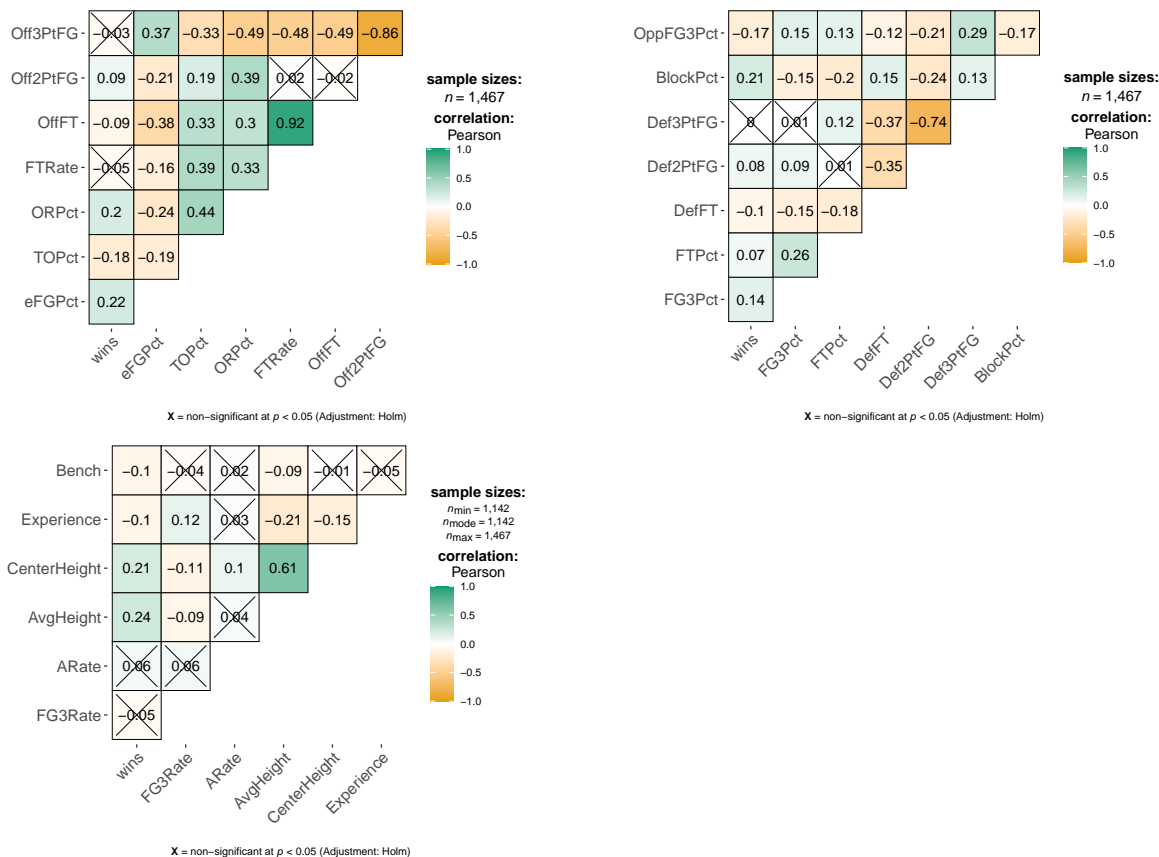 Off3PtFG −0.03 0.37 −0.33 −0.49 −0.48 −0.49 −0.86
Off2PtFG 0.09 −0.21 0.19 0.39 0.02 −0.02
OffFT −0.09 −0.38 0.33 0.3 0.92
FTRate −0.05 −0.16 0.39 0.33
ORPct 0.2 −0.24 0.44
TOPct −0.18 −0.19
eFGPct 0.22
wins eFGPct TOPct ORPct FTRate OffFT Off2PtFG
sample sizes:
n = 1,467
correlation:
Pearson
1.0
0.5
0.0
−0.5
−1.0
X = non−significant at p < 0.05 (Adjustment: Holm)
OppFG3Pct −0.17 0.15 0.13 −0.12 −0.21 0.29 −0.17
BlockPct 0.21 −0.15 −0.2 0.15 −0.24 0.13
Def3PtFG 0 0.01 0.12 −0.37 −0.74
Def2PtFG 0.08 0.09 0.01 −0.35
DefFT −0.1 −0.15 −0.18
FTPct 0.07 0.26
FG3Pct 0.14
wins FG3Pct FTPct DefFT Def2PtFG Def3PtFG BlockPct
sample sizes:
n = 1,467
correlation:
Pearson
1.0
0.5
0.0
−0.5
−1.0
X = non−significant at p < 0.05 (Adjustment: Holm)
Bench −0.1 −0.04 0.02 −0.09 −0.01 −0.05
Experience −0.1 0.12 0.03 −0.21 −0.15
CenterHeight 0.21 −0.11 0.1 0.61
AvgHeight 0.24 −0.09 0.04
ARate 0.06 0.06
FG3Rate −0.05
wins FG3Rate ARate AvgHeight CenterHeight Experience
sample sizes:
nmin = 1,142
nmode = 1,142
nmax = 1,467
correlation:
Pearson
1.0
0.5
0.0
−0.5
−1.0
X = non−significant at p < 0.05 (Adjustment: Holm)